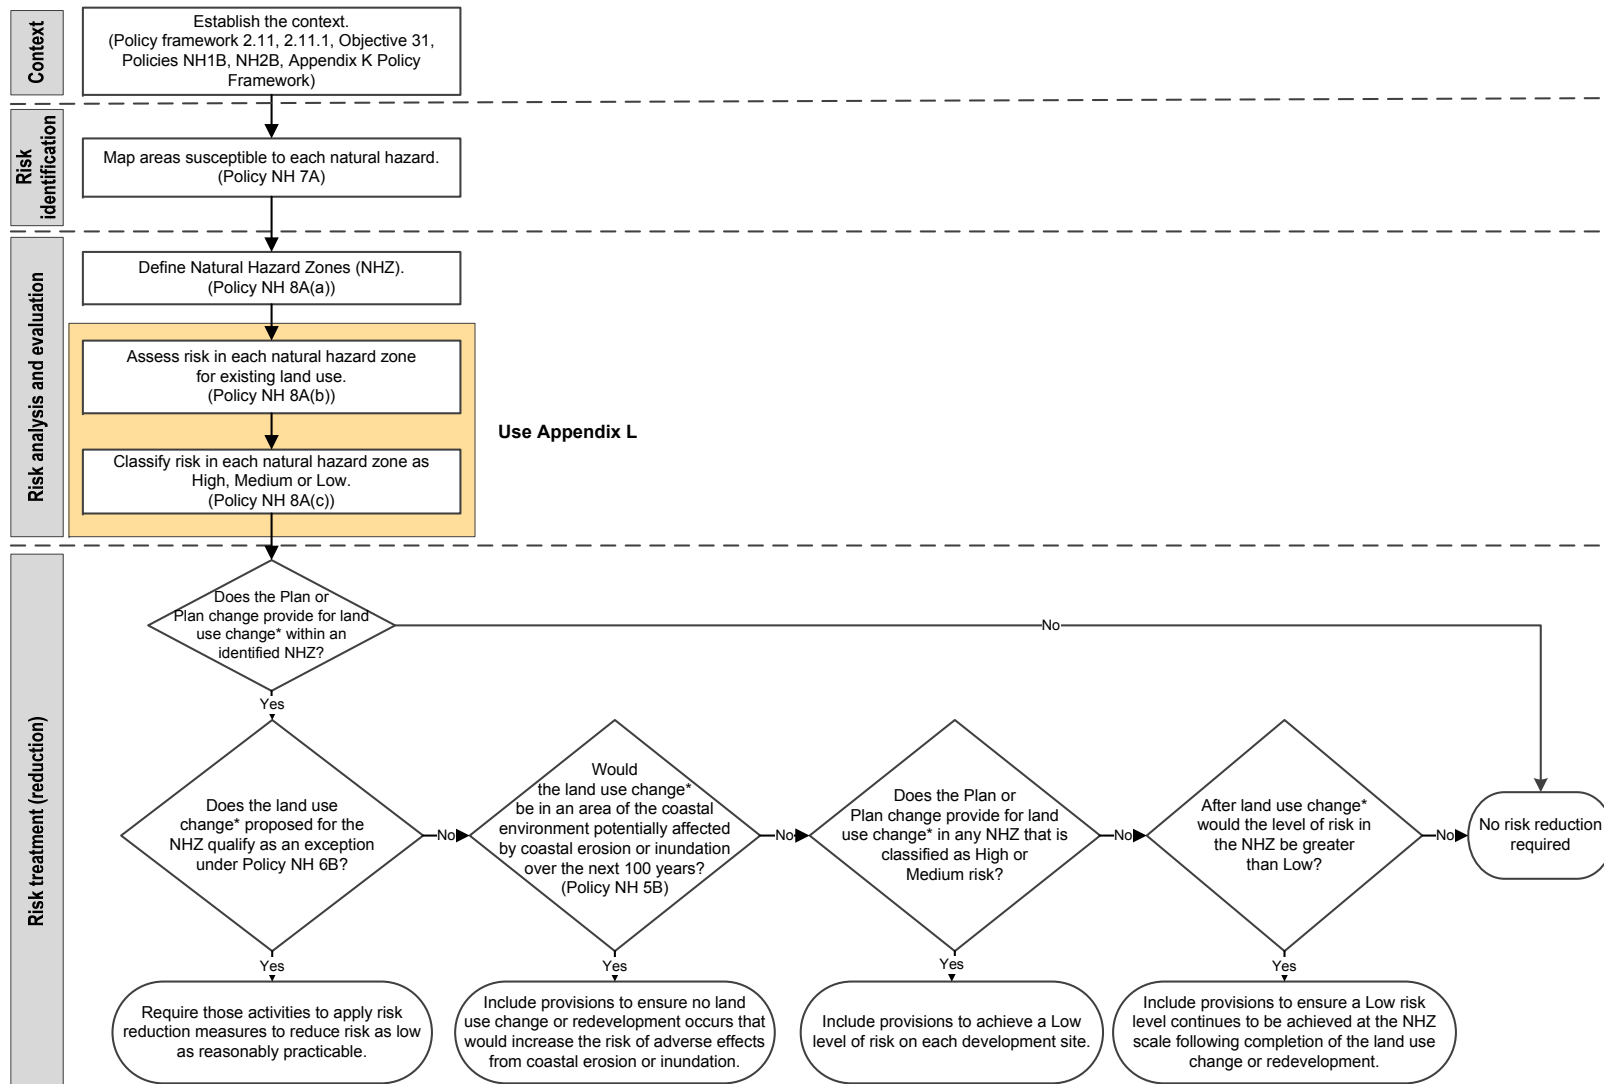 Context
Establish the context.
(Policy framework 2.11, 2.11.1, Objective 31,
Policies NH1B, NH2B, Appendix K Policy
Framework)
Risk
identification
Map areas susceptible to each natural hazard.
(Policy NH 7A)
Risk analysis and evaluation
Define Natural Hazard Zones (NHZ).
(Policy NH 8A(a))
Assess risk in each natural hazard zone
for existing land use.
(Policy NH 8A(b))
Use Appendix L
Classify risk in each natural hazard zone as
High, Medium or Low.
(Policy NH 8A(c))
Risk treatment (reduction)
Does the Plan or
Plan change provide for land
use change* within an
identified NHZ?
No
Yes
Does the land use
change* proposed for the
NHZ qualify as an exception
under Policy NH 6B?
No
Would
the land use change*
be in an area of the coastal
environment potentially affected
by coastal erosion or inundation
over the next 100 years?
(Policy NH 5B)
No
Does the Plan or
Plan change provide for land
use change* in any NHZ that is
classified as High or
Medium risk?
No
After land use change*
would the level of risk in
the NHZ be greater
than Low?
No
No risk reduction
required
Yes
Yes
Yes
Yes
Require those activities to apply risk
reduction measures to reduce risk as low
as reasonably practicable.
Include provisions to ensure no land
use change or redevelopment occurs that
would increase the risk of adverse effects
from coastal erosion or inundation.
Include provisions to achieve a Low
level of risk on each development site.
Include provisions to ensure a Low risk
level continues to be achieved at the NHZ
scale following completion of the land use
change or redevelopment.